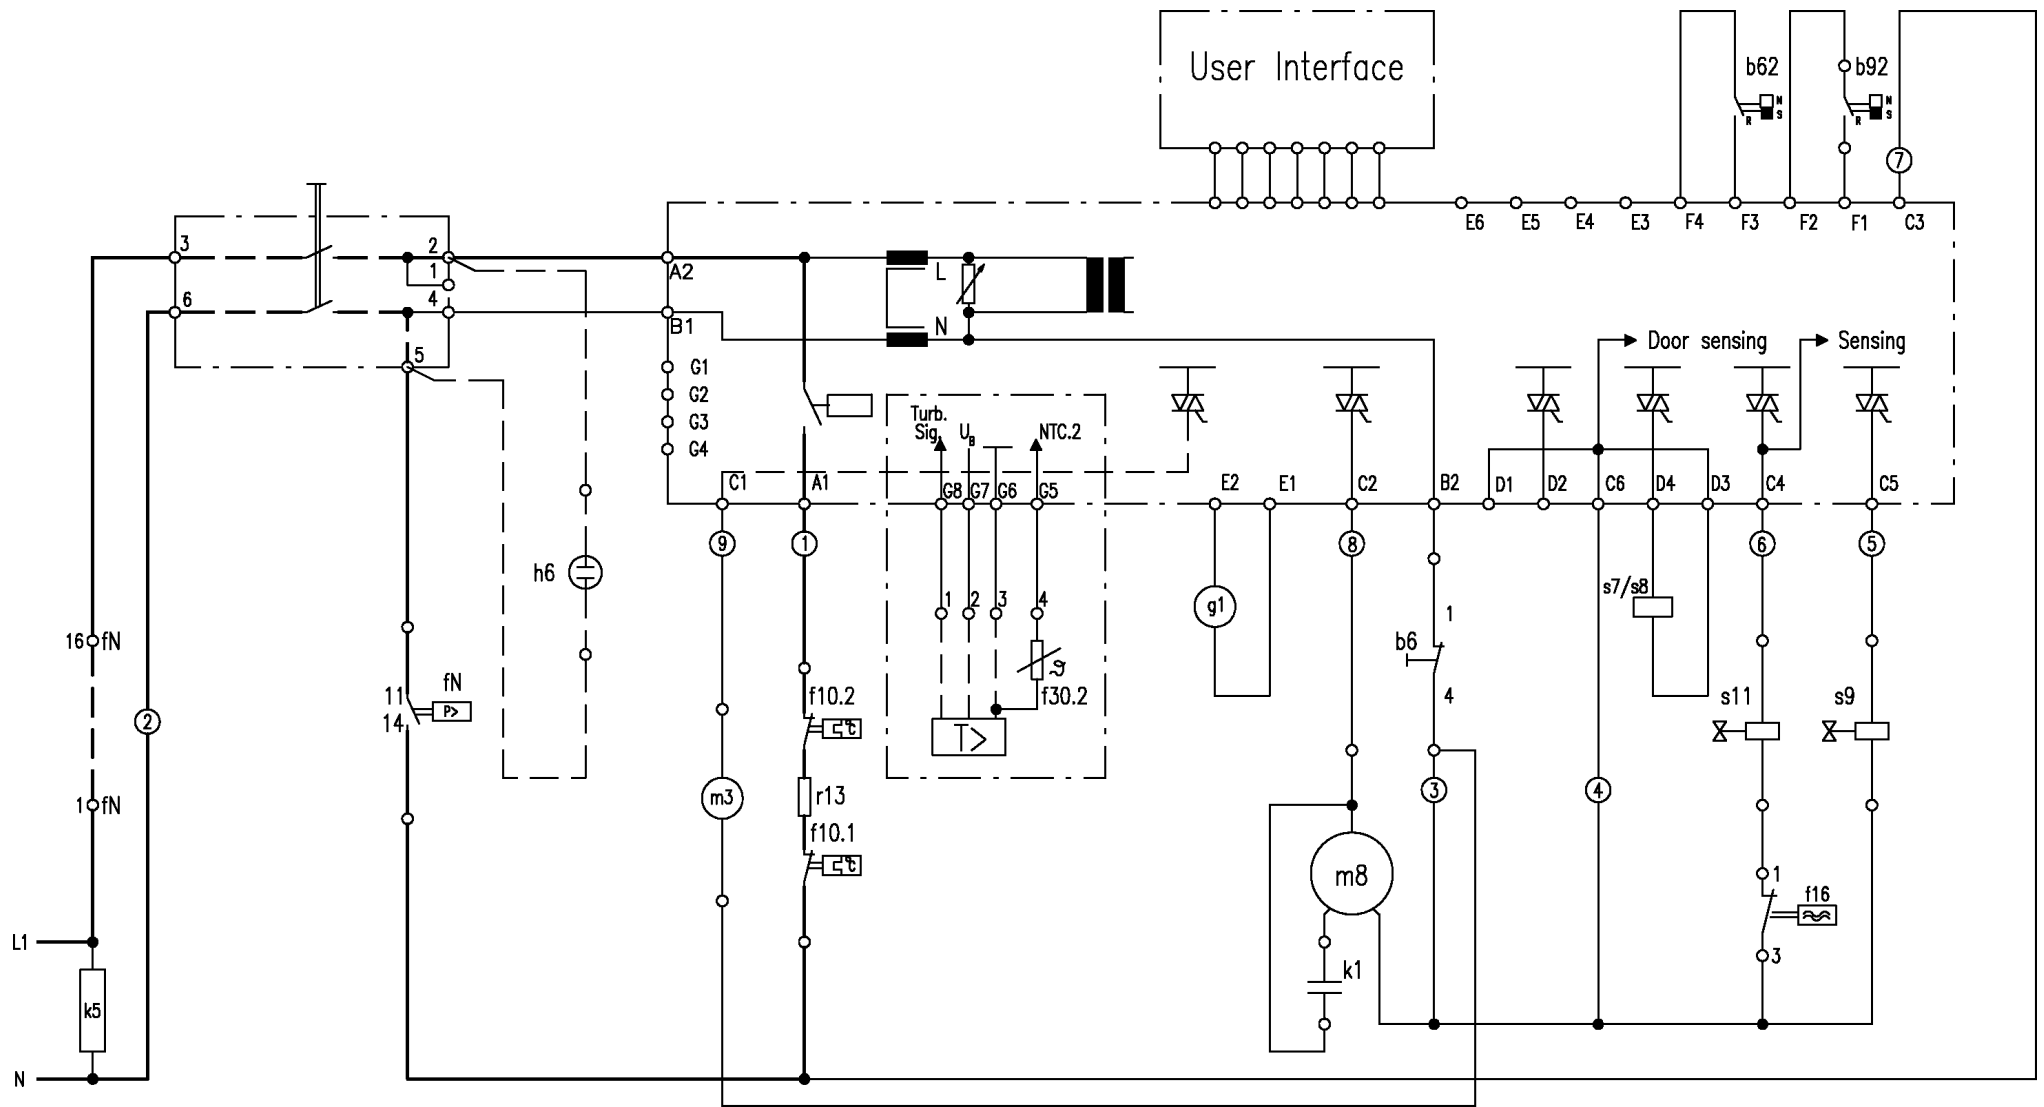 User Interface
b62
N
S
R
b92
N
S
R
7
E6
E5
E4
E3
F4
F3
F2
F1
C3
3
2
1
6
4
5
A2
B1
L
N
G1
G2
G3
G4
Door sensing
Sensing
Turb.
Sig.
UB
NTC.2
C1
A1
G8
G7
G6
G5
E2
E1
C2
B2
D1
D2
C6
D4
D3
C4
C5
9
1
8
6
5
h6
1
2
3
4
g1
s7/s8
1
b6
4
16
fN
2
11
fN
14
P>
f10.2
°C
f30.2
ϑ
T>
s11
s9
1
fN
m3
r13
f10.1
°C
3
4
m8
1
f16
3
k1
L1
k5
N